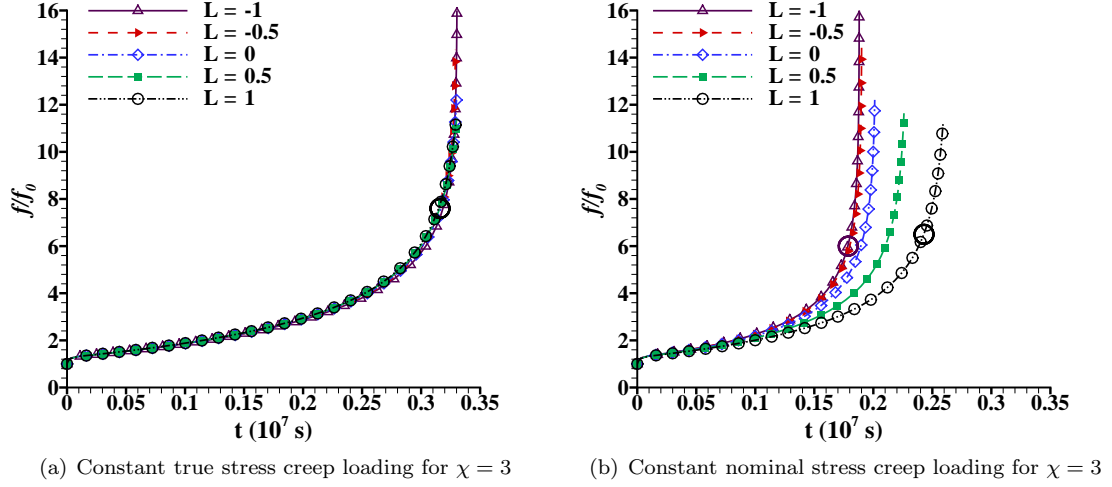 16
14
12
10
8
6
4
2
0
f/f₀
L = -1
L = -0.5
L = 0
L = 0.5
L = 1
0 0.05 0.1 0.15 0.2 0.25 0.3 0.35
t (10⁷ s)
(a) Constant true stress creep loading for χ = 3
16
14
12
10
8
6
4
2
0
f/f₀
L = -1
L = -0.5
L = 0
L = 0.5
L = 1
0 0.05 0.1 0.15 0.2 0.25 0.3 0.35
t (10⁷ s)
(b) Constant nominal stress creep loading for χ = 3